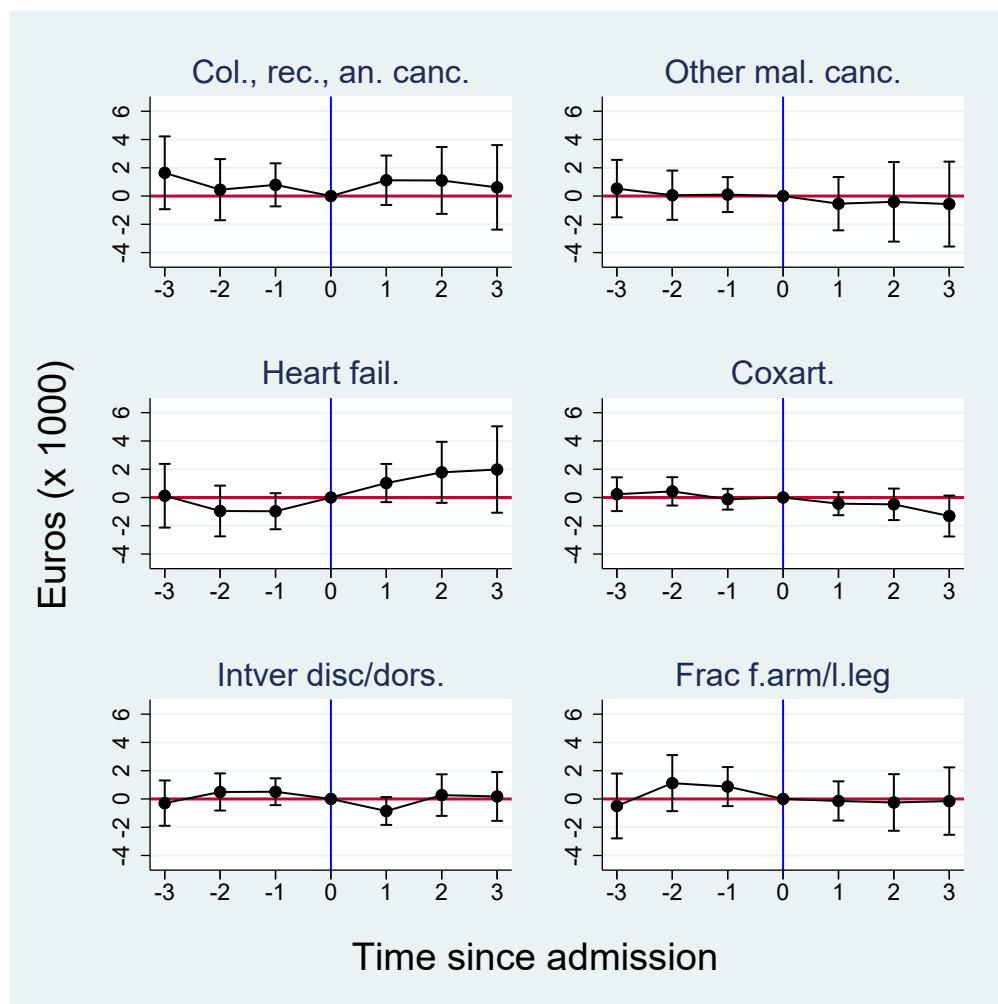 Col., rec., an. canc.
Other mal. canc.
6
4
2
0
-2
-4
-3 -2 -1 0 1 2 3
6
4
2
0
-2
-4
-3 -2 -1 0 1 2 3
Heart fail.
Coxart.
6
4
2
0
-2
-4
-3 -2 -1 0 1 2 3
6
4
2
0
-2
-4
-3 -2 -1 0 1 2 3
Intver disc/dors.
Frac f.arm/l.leg
6
4
2
0
-2
-4
-3 -2 -1 0 1 2 3
6
4
2
0
-2
-4
-3 -2 -1 0 1 2 3
Euros (x 1000)
Time since admission